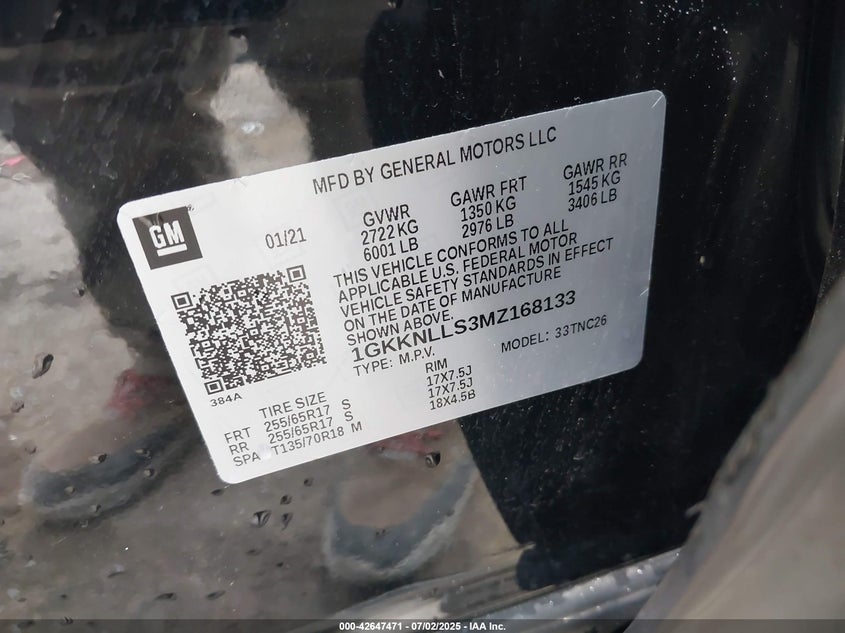 MFD BY GENERAL MOTORS LLC
GM
01/21
GVWR
2722 KG
6001 LB
GAWR FRT
1350 KG
2976 LB
GAWR RR
1545 KG
3406 LB
THIS VEHICLE CONFORMS TO ALL
APPLICABLE U.S. FEDERAL MOTOR
VEHICLE SAFETY STANDARDS IN EFFECT
ON THE DATE OF MANUFACTURE
SHOWN ABOVE.
1GKKNLLS3MZ168133
TYPE: M.P.V.
MODEL: 33TNC26
384A
TIRE SIZE RIM
FRT 255/65R17 S 17X7.5J
RR 255/65R17 S 17X7.5J
SPA T135/70R18 M 18X4.5B
000-42647471 - 07/02/2025 - IAA Inc.